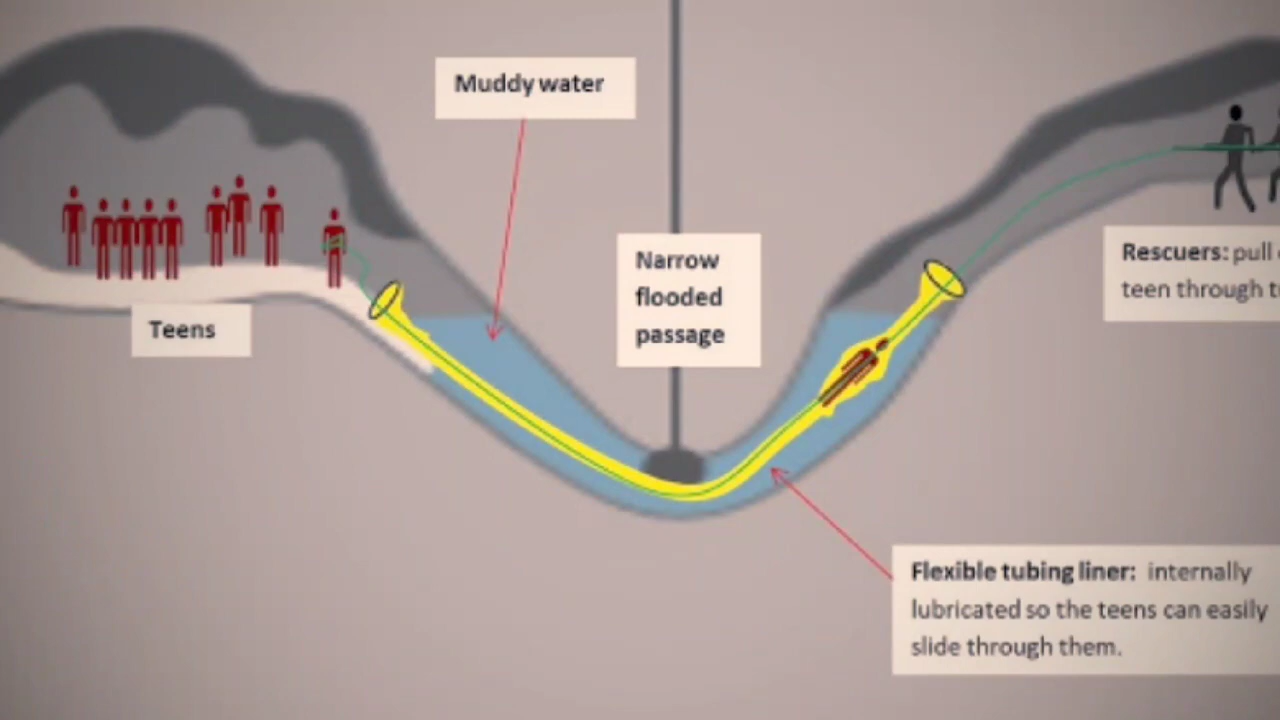 Muddy water
Narrow
flooded
passage
Teens
Rescuers: pull
teen through
Flexible tubing liner: internally
lubricated so the teens can easily
slide through them.